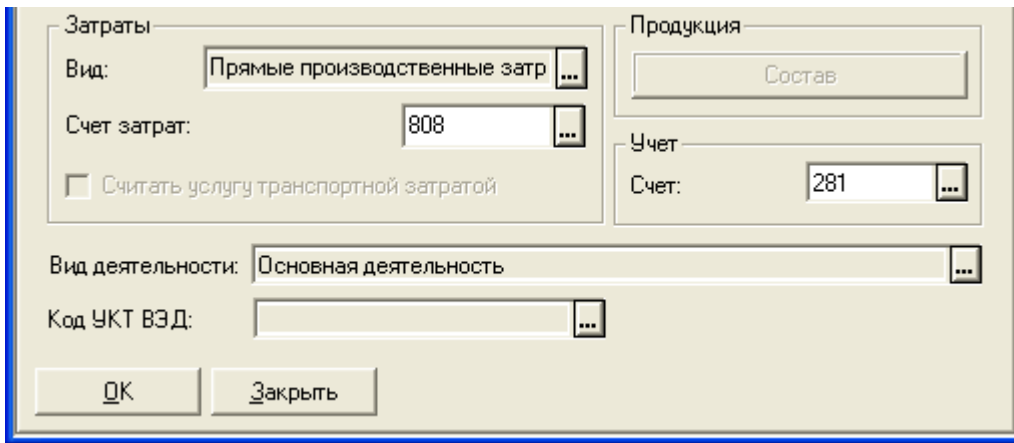 Затраты
Вид: Прямые производственные затр ...
Счет затрат: 808 ...
Считать услугу транспортной затратой
Продукция
Состав
Учет
Счет: 281 ...
Вид деятельности: Основная деятельность ...
Код УКТ ВЭД: ...
OK Закрыть